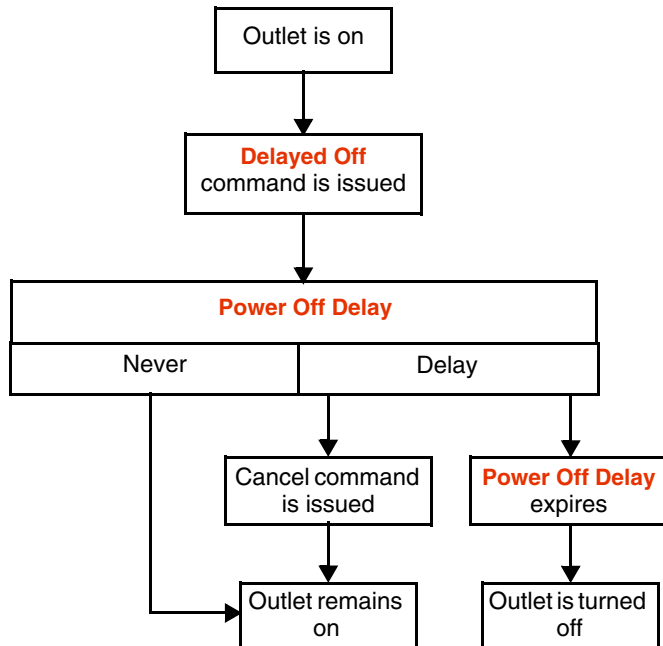 Outlet is on
Delayed Off
command is issued
Power Off Delay
Never
Delay
Cancel command
is issued
Power Off Delay
expires
Outlet remains
on
Outlet is turned
off